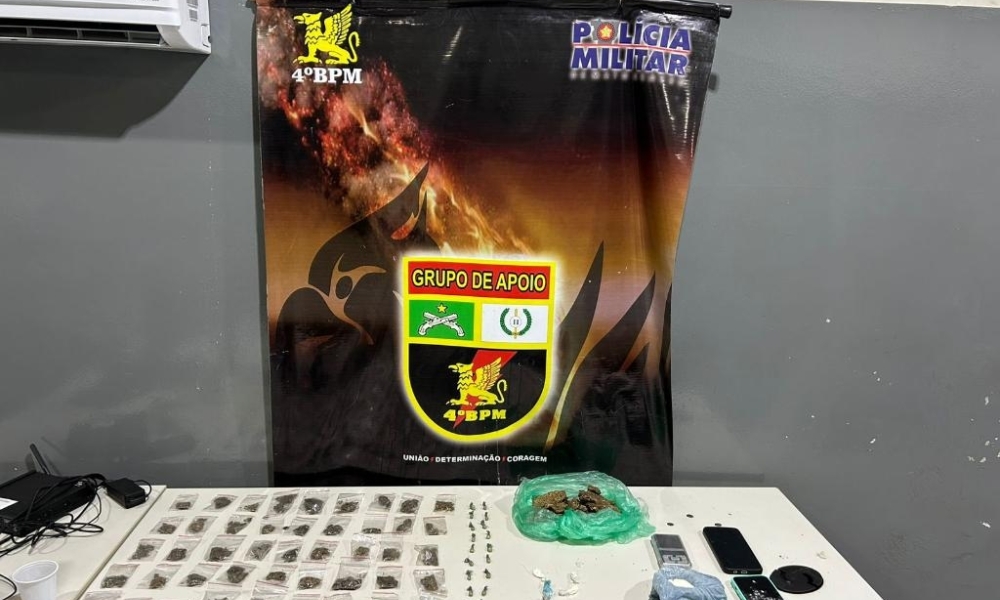 4ºBPM
POLÍCIA
MILITAR
GRUPO DE APOIO
4ºBPM
UNIÃO / DETERMINAÇÃO / CORAGEM